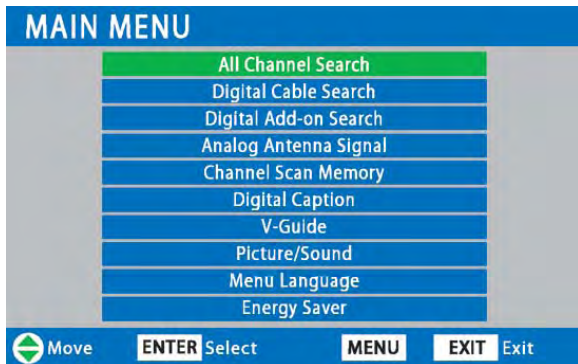 MAIN MENU
All Channel Search
Digital Cable Search
Digital Add-on Search
Analog Antenna Signal
Channel Scan Memory
Digital Caption
V-Guide
Picture/Sound
Menu Language
Energy Saver
Move ENTER Select MENU EXIT Exit